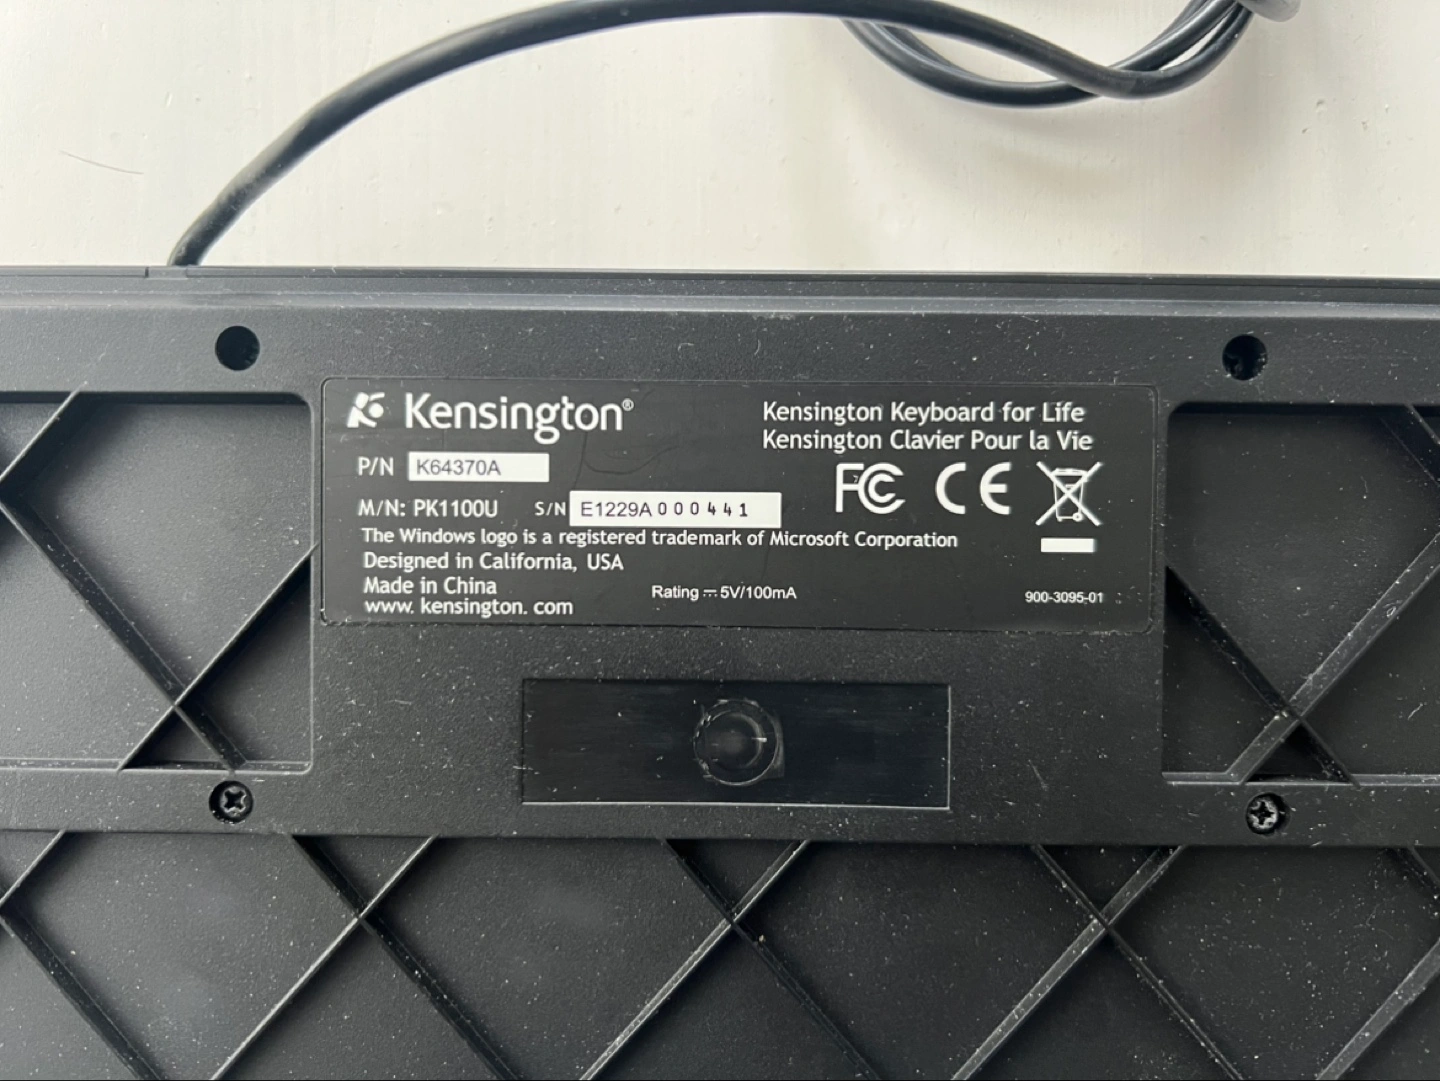 Kensington®
Kensington Keyboard for Life
Kensington Clavier Pour la Vie
P/N K64370A
FC CE
M/N: PK1100U S/N E1229A000441
The Windows logo is a registered trademark of Microsoft Corporation
Designed in California, USA
Made in China
Rating ⎓ 5V/100mA
www. kensington. com
900-3095-01